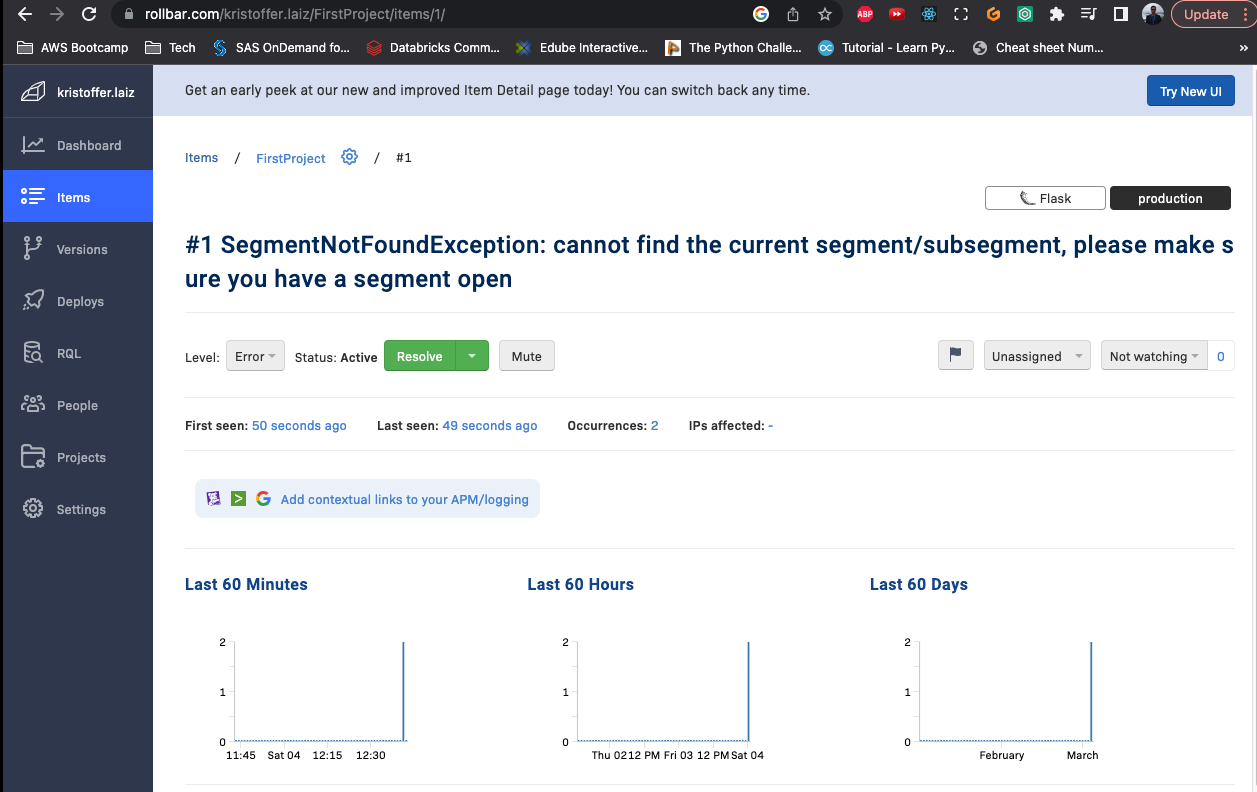 rollbar.com/kristoffer.laiz/FirstProject/items/1/
ABP
Update
AWS Bootcamp
Tech
SAS OnDemand fo...
Databricks Comm...
Edube Interactive...
The Python Challe...
Tutorial - Learn Py...
Cheat sheet Num...
»
kristoffer.laiz
Get an early peek at our new and improved Item Detail page today! You can switch back any time.
Try New UI
Dashboard
Items
Versions
Deploys
RQL
People
Projects
Settings
Items / FirstProject / #1
Flask
production
#1 SegmentNotFoundException: cannot find the current segment/subsegment, please make s
ure you have a segment open
Level: Error Status: Active Resolve Mute
Unassigned Not watching 0
First seen: 50 seconds ago Last seen: 49 seconds ago Occurrences: 2 IPs affected: -
Add contextual links to your APM/logging
Last 60 Minutes
2
1
0
11:45 Sat 04 12:15 12:30
Last 60 Hours
2
1
0
Thu 02 12 PM Fri 03 12 PM Sat 04
Last 60 Days
2
1
0
February March